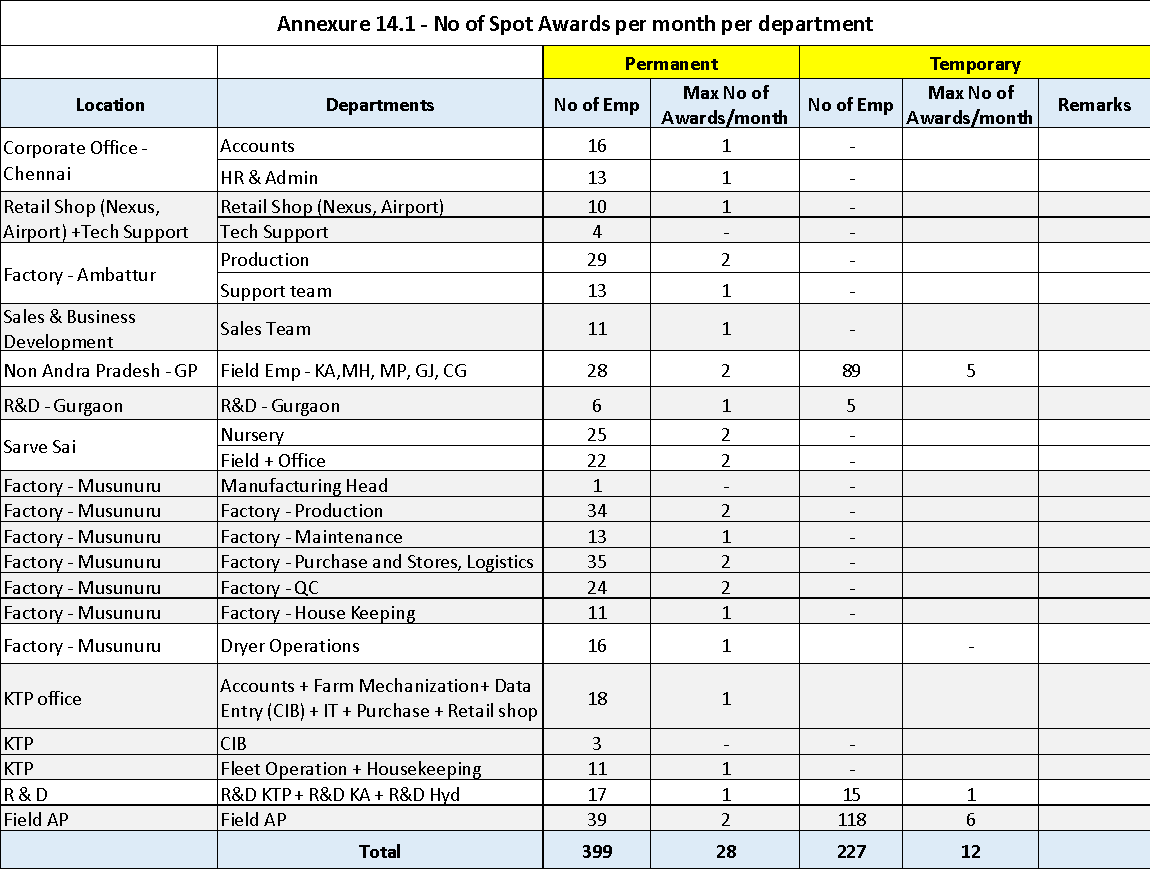 Annexure 14.1 - No of Spot Awards per month per department
Permanent Temporary
Location Departments No of Emp Max No of Awards/month No of Emp Max No of Awards/month Remarks
Corporate Office - Chennai Accounts 16 1 -
HR & Admin 13 1 -
Retail Shop (Nexus, Airport) +Tech Support Retail Shop (Nexus, Airport) 10 1 -
Tech Support 4 - -
Factory - Ambattur Production 29 2 -
Support team 13 1 -
Sales & Business Development Sales Team 11 1 -
Non Andra Pradesh - GP Field Emp - KA,MH, MP, GJ, CG 28 2 89 5
R&D - Gurgaon R&D - Gurgaon 6 1 5
Sarve Sai Nursery 25 2 -
Field + Office 22 2 -
Factory - Musunuru Manufacturing Head 1 - -
Factory - Musunuru Factory - Production 34 2 -
Factory - Musunuru Factory - Maintenance 13 1 -
Factory - Musunuru Factory - Purchase and Stores, Logistics 35 2 -
Factory - Musunuru Factory - QC 24 2 -
Factory - Musunuru Factory - House Keeping 11 1 -
Factory - Musunuru Dryer Operations 16 1 -
KTP office Accounts + Farm Mechanization+ Data Entry (CIB) + IT + Purchase + Retail shop 18 1
KTP CIB 3 - -
KTP Fleet Operation + Housekeeping 11 1 -
R & D R&D KTP + R&D KA + R&D Hyd 17 1 15 1
Field AP Field AP 39 2 118 6
Total 399 28 227 12